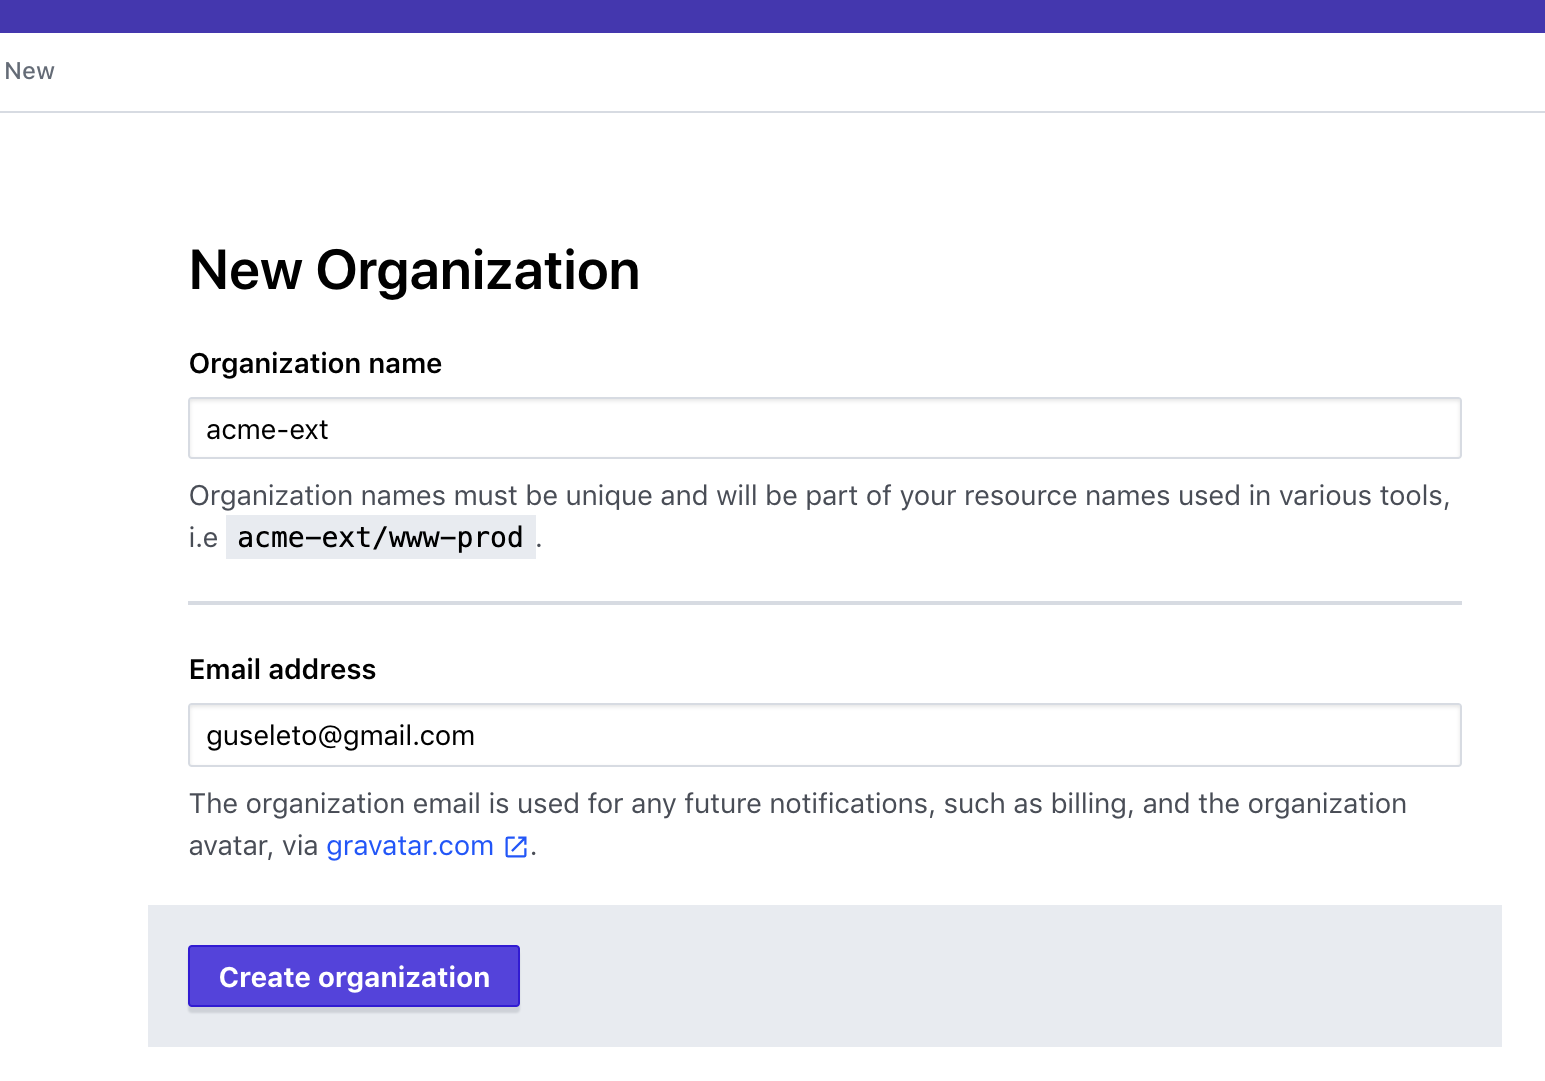 New
New Organization
Organization name
acme-ext
Organization names must be unique and will be part of your resource names used in various tools,
i.e acme-ext/www-prod.
Email address
guseleto@gmail.com
The organization email is used for any future notifications, such as billing, and the organization
avatar, via gravatar.com.
Create organization